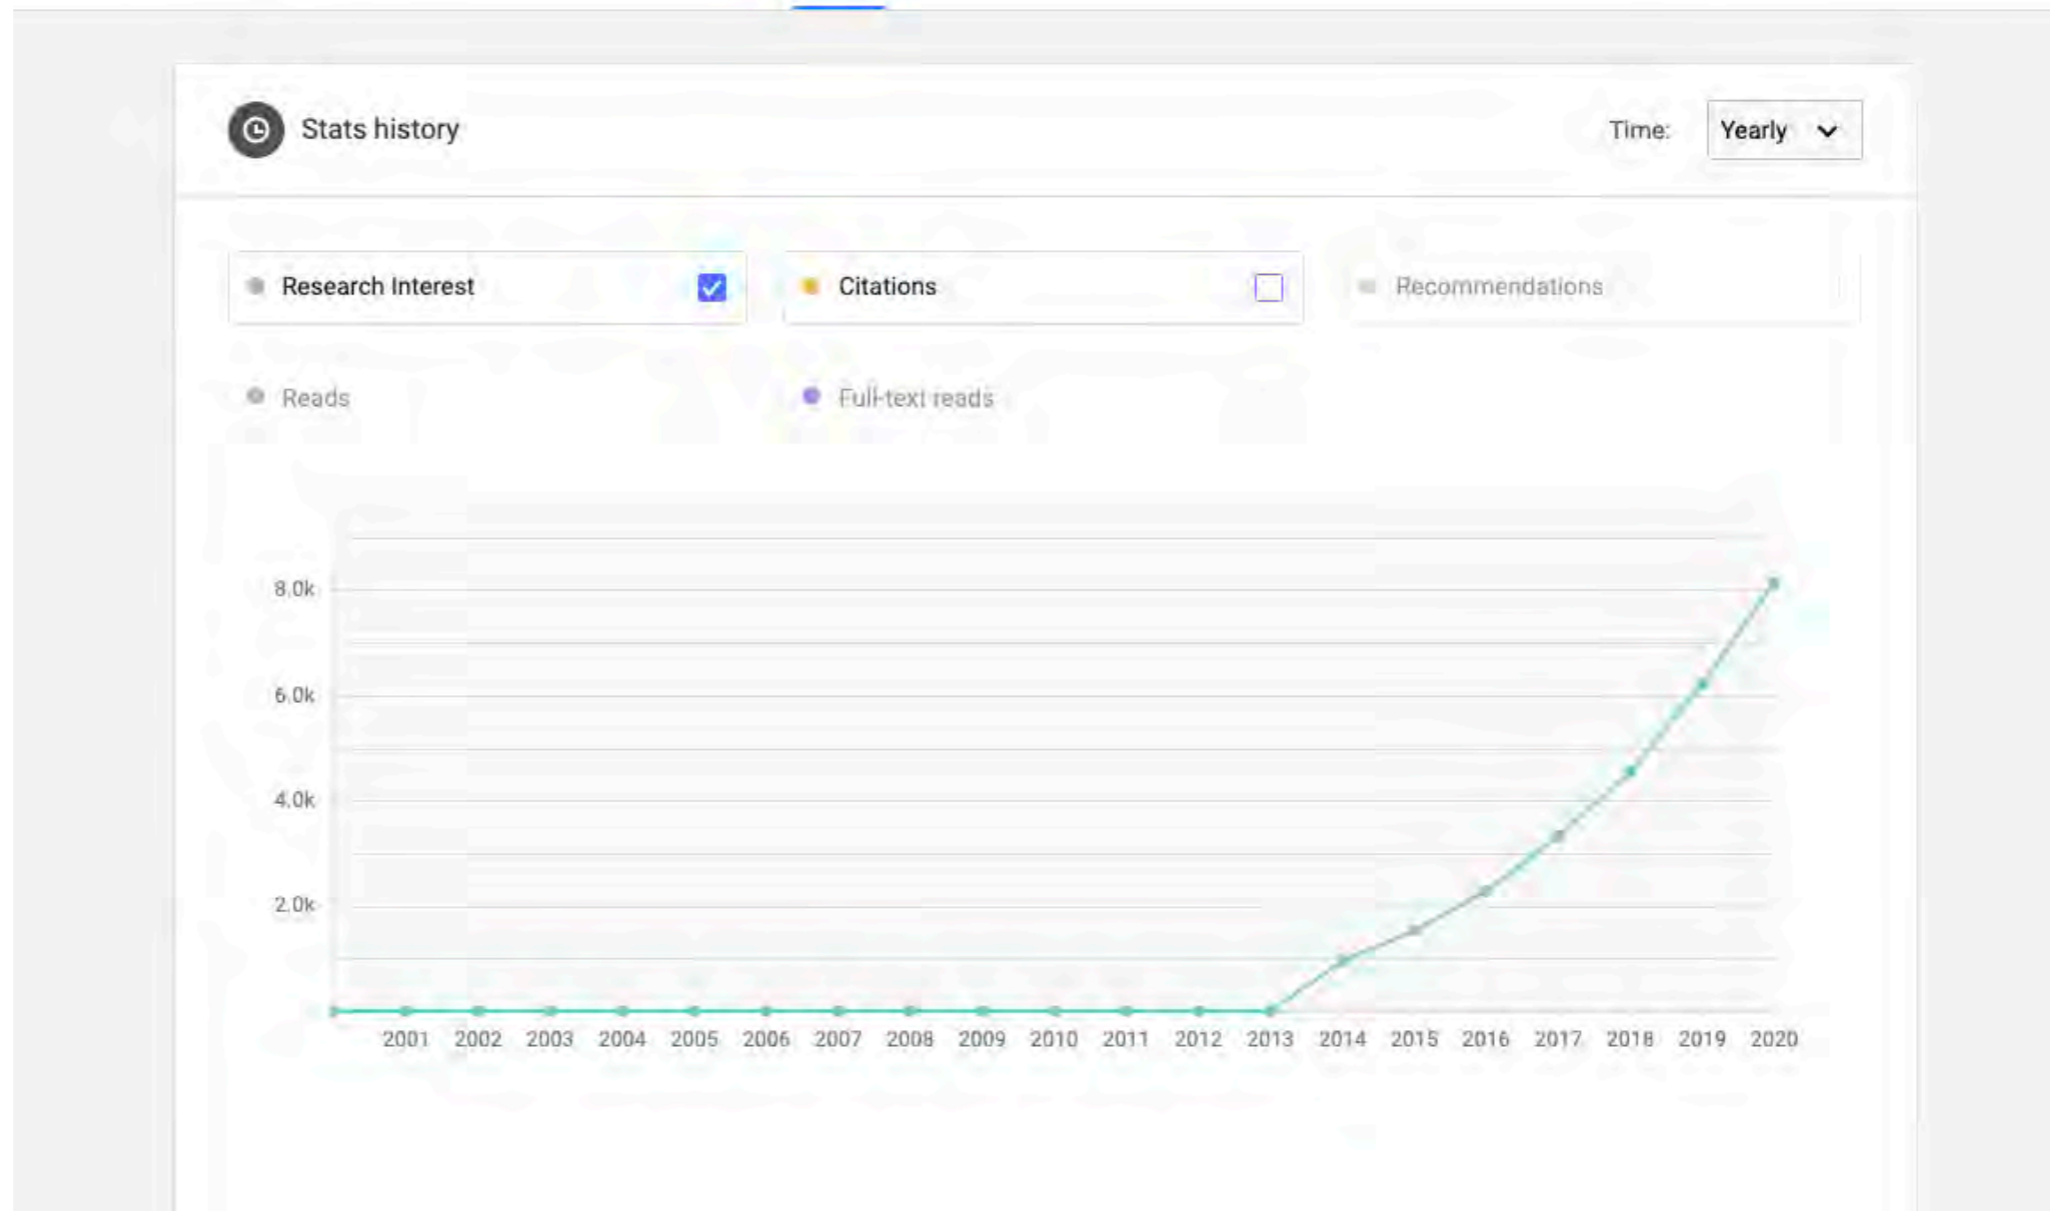 Stats history
Time: Yearly
Research Interest
Citations
Recommendations
Reads
Full-text reads
8.0k
6.0k
4.0k
2.0k
2001 2002 2003 2004 2005 2006 2007 2008 2009 2010 2011 2012 2013 2014 2015 2016 2017 2018 2019 2020